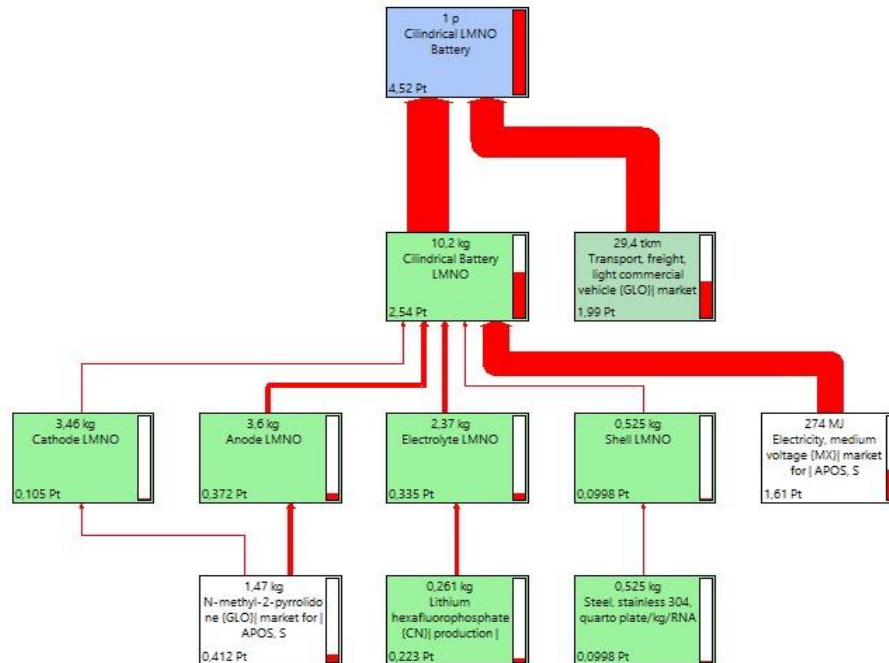 1 p
Cilindrical LMNO
Battery
4,52 Pt
10,2 kg
Cilindrical Battery
LMNO
2,54 Pt
29,4 tkm
Transport, freight,
light commercial
vehicle {GLO}| market
1,99 Pt
3,46 kg
Cathode LMNO
0,105 Pt
3,6 kg
Anode LMNO
0,372 Pt
2,37 kg
Electrolyte LMNO
0,335 Pt
0,525 kg
Shell LMNO
0,0998 Pt
274 MJ
Electricity, medium
voltage {MX}| market
for | APOS, S
1,61 Pt
1,47 kg
N-methyl-2-pyrrolido
ne {GLO}| market for |
APOS, S
0,412 Pt
0,261 kg
Lithium
hexafluorophosphate
{CN}| production |
0,223 Pt
0,525 kg
Steel, stainless 304,
quarto plate/kg/RNA
0,0998 Pt